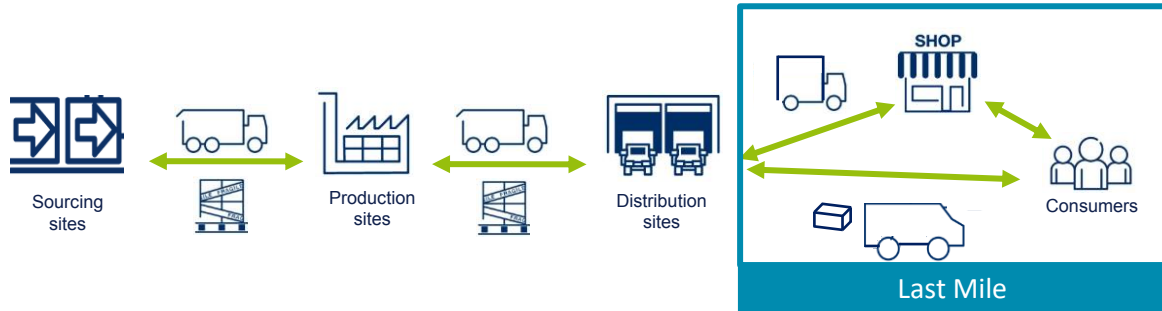 SHOP
Sourcing
sites
Production
sites
Distribution
sites
Consumers
Last Mile